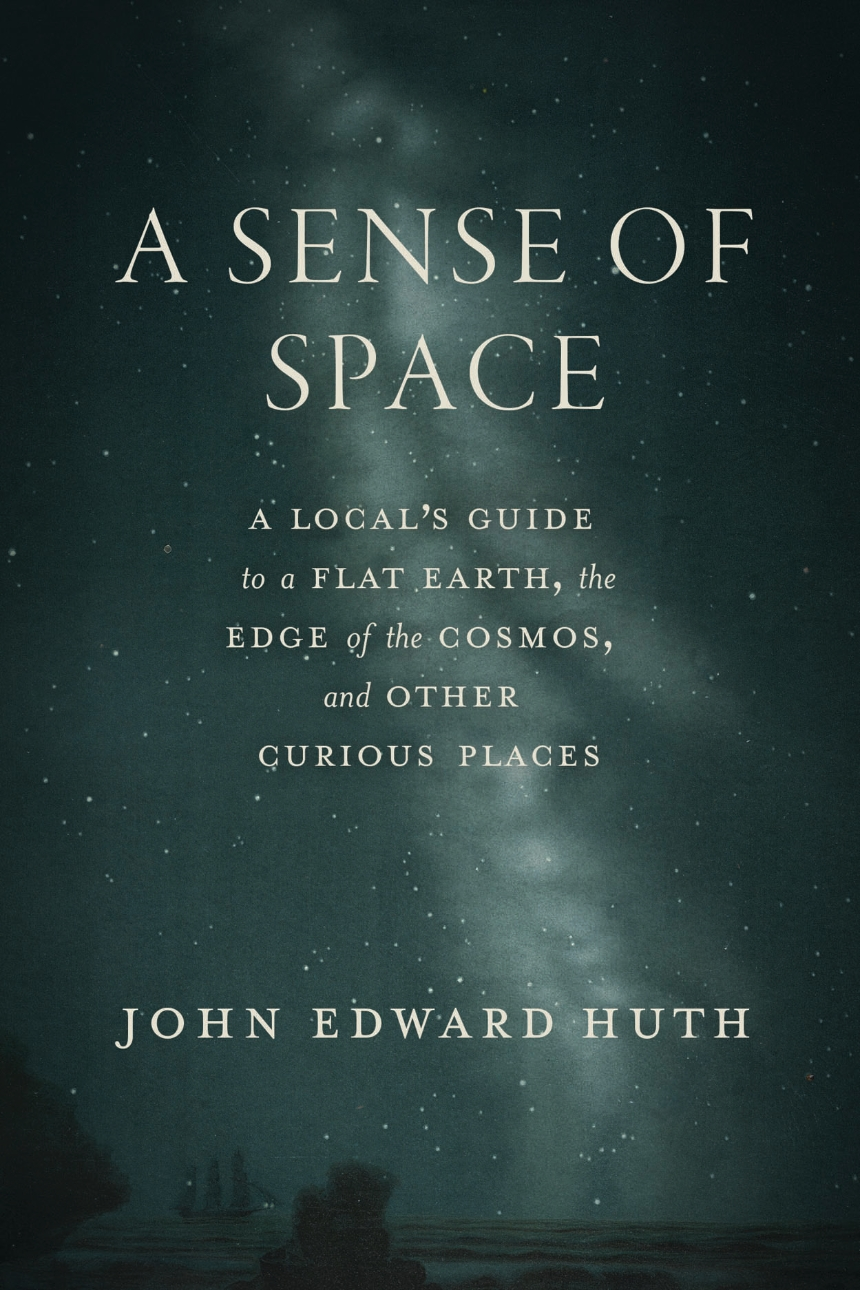 A SENSE OF
SPACE
A LOCAL'S GUIDE
to a FLAT EARTH, the
EDGE of the COSMOS,
and OTHER
CURIOUS PLACES
JOHN EDWARD HUTH